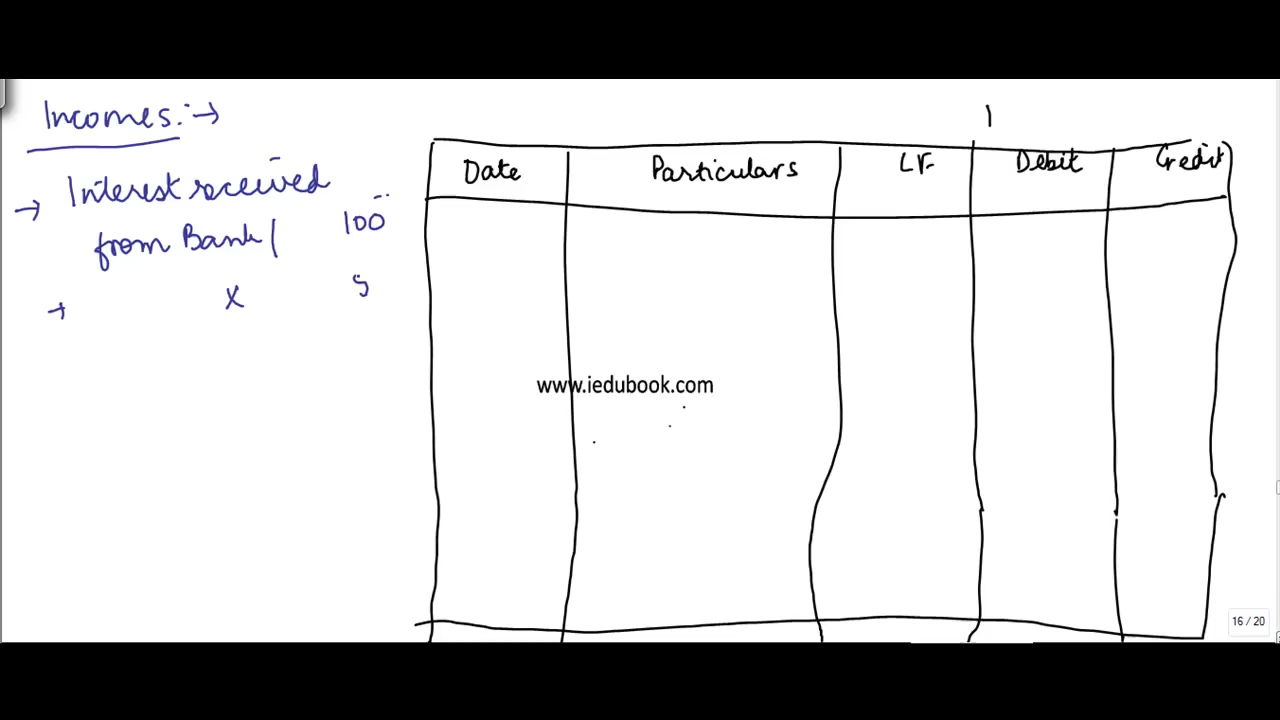 Incomes :→
→ Interest received
from Bank/ 100
→ x 5
Date Particulars LF Debit Credit
www.iedubook.com
16 / 20